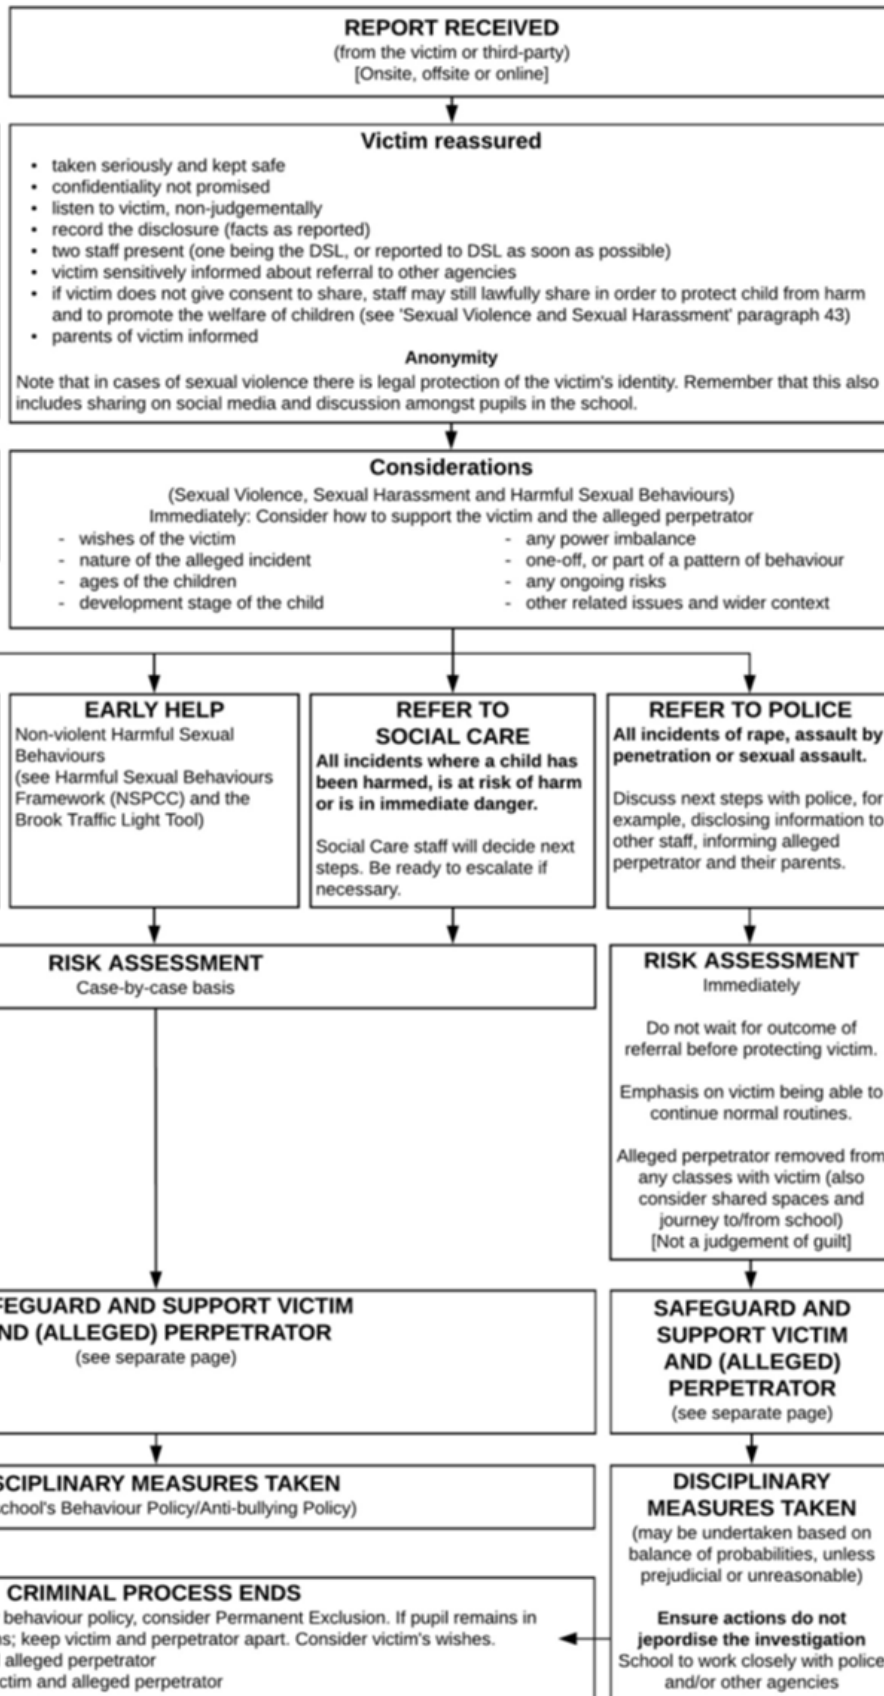 REPORT RECEIVED
(from the victim or third-party)
[Onsite, offsite or online]
Victim reassured
• taken seriously and kept safe
• confidentiality not promised
• listen to victim, non-judgementally
• record the disclosure (facts as reported)
• two staff present (one being the DSL, or reported to DSL as soon as possible)
• victim sensitively informed about referral to other agencies
• if victim does not give consent to share, staff may still lawfully share in order to protect child from harm
and to promote the welfare of children (see 'Sexual Violence and Sexual Harassment' paragraph 43)
• parents of victim informed
Anonymity
Note that in cases of sexual violence there is legal protection of the victim's identity. Remember that this also
includes sharing on social media and discussion amongst pupils in the school.
Considerations
(Sexual Violence, Sexual Harassment and Harmful Sexual Behaviours)
Immediately: Consider how to support the victim and the alleged perpetrator
- wishes of the victim
- nature of the alleged incident
- ages of the children
- development stage of the child
- any power imbalance
- one-off, or part of a pattern of behaviour
- any ongoing risks
- other related issues and wider context
EARLY HELP
Non-violent Harmful Sexual
Behaviours
(see Harmful Sexual Behaviours
Framework (NSPCC) and the
Brook Traffic Light Tool)
REFER TO
SOCIAL CARE
All incidents where a child has
been harmed, is at risk of harm
or is in immediate danger.
Social Care staff will decide next
steps. Be ready to escalate if
necessary.
REFER TO POLICE
All incidents of rape, assault by
penetration or sexual assault.
Discuss next steps with police, for
example, disclosing information to
other staff, informing alleged
perpetrator and their parents.
RISK ASSESSMENT
Case-by-case basis
RISK ASSESSMENT
Immediately
Do not wait for outcome of
referral before protecting victim.
Emphasis on victim being able to
continue normal routines.
Alleged perpetrator removed from
any classes with victim (also
consider shared spaces and
journey to/from school)
[Not a judgement of guilt]
FEGUARD AND SUPPORT VICTIM
ND (ALLEGED) PERPETRATOR
(see separate page)
SAFEGUARD AND
SUPPORT VICTIM
AND (ALLEGED)
PERPETRATOR
(see separate page)
SCIPLINARY MEASURES TAKEN
chool's Behaviour Policy/Anti-bullying Policy)
DISCIPLINARY
MEASURES TAKEN
(may be undertaken based on
balance of probabilities, unless
prejudicial or unreasonable)
Ensure actions do not
jepordise the investigation
School to work closely with police
and/or other agencies
CRIMINAL PROCESS ENDS
behaviour policy, consider Permanent Exclusion. If pupil remains in
s; keep victim and perpetrator apart. Consider victim's wishes.
alleged perpetrator
ctim and alleged perpetrator